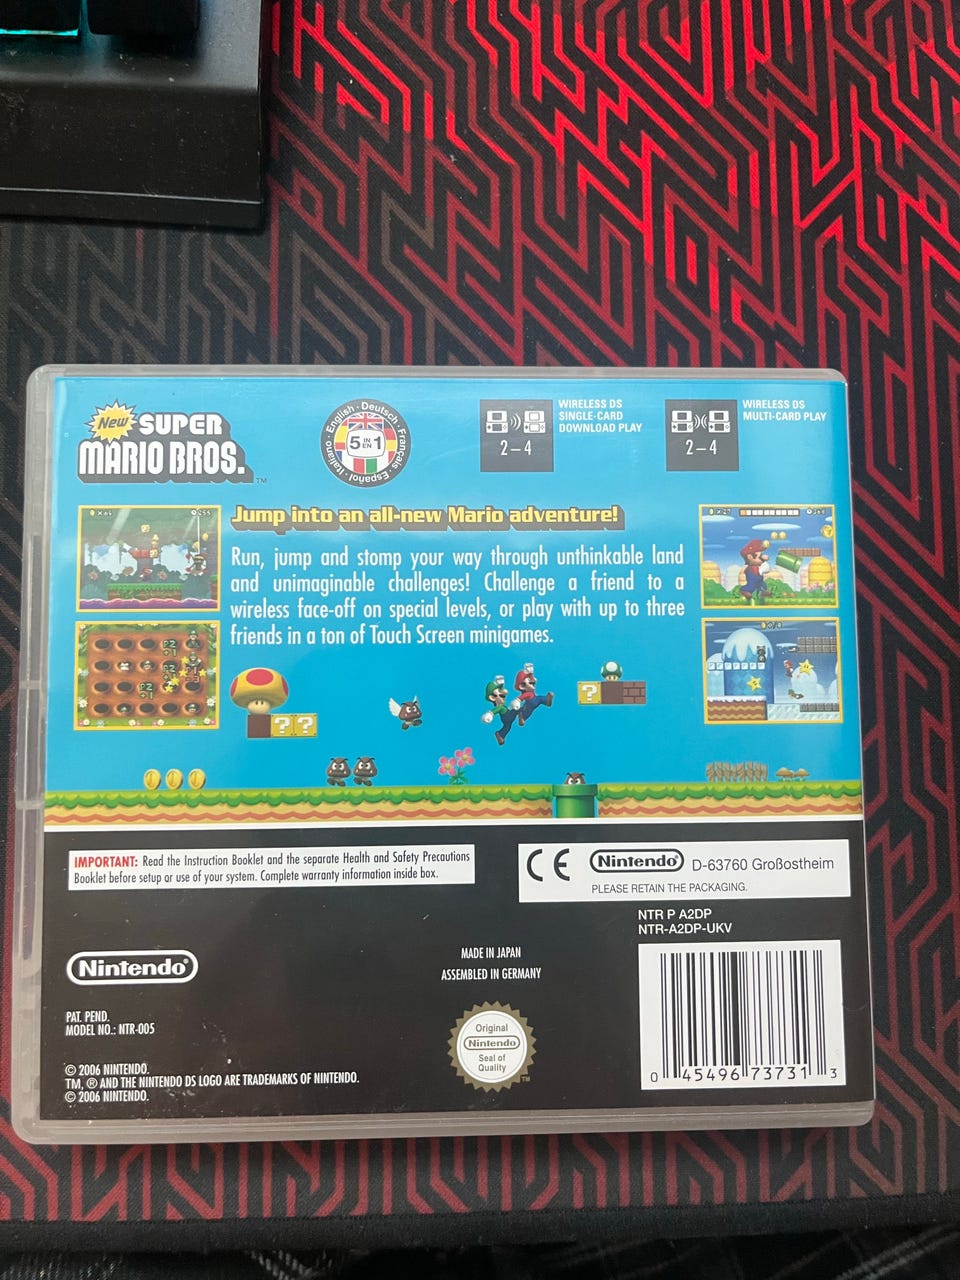 New SUPER
MARIO BROS.™
English · Deutsch · Français · Español · Italiano
5 IN EN 1
WIRELESS DS
SINGLE-CARD
DOWNLOAD PLAY
2–4
WIRELESS DS
MULTI-CARD PLAY
2–4
Jump into an all-new Mario adventure!
Run, jump and stomp your way through unthinkable land
and unimaginable challenges! Challenge a friend to a
wireless face-off on special levels, or play with up to three
friends in a ton of Touch Screen minigames.
IMPORTANT: Read the Instruction Booklet and the separate Health and Safety Precautions
Booklet before setup or use of your system. Complete warranty information inside box.
CE Nintendo® D-63760 Großostheim
PLEASE RETAIN THE PACKAGING.
NTR P A2DP
NTR-A2DP-UKV
Nintendo®
MADE IN JAPAN
ASSEMBLED IN GERMANY
PAT. PEND.
MODEL NO.: NTR-005
Original
Nintendo
Seal of
Quality
TM
© 2006 NINTENDO.
TM, ® AND THE NINTENDO DS LOGO ARE TRADEMARKS OF NINTENDO.
© 2006 NINTENDO.
0 45496 73731 3